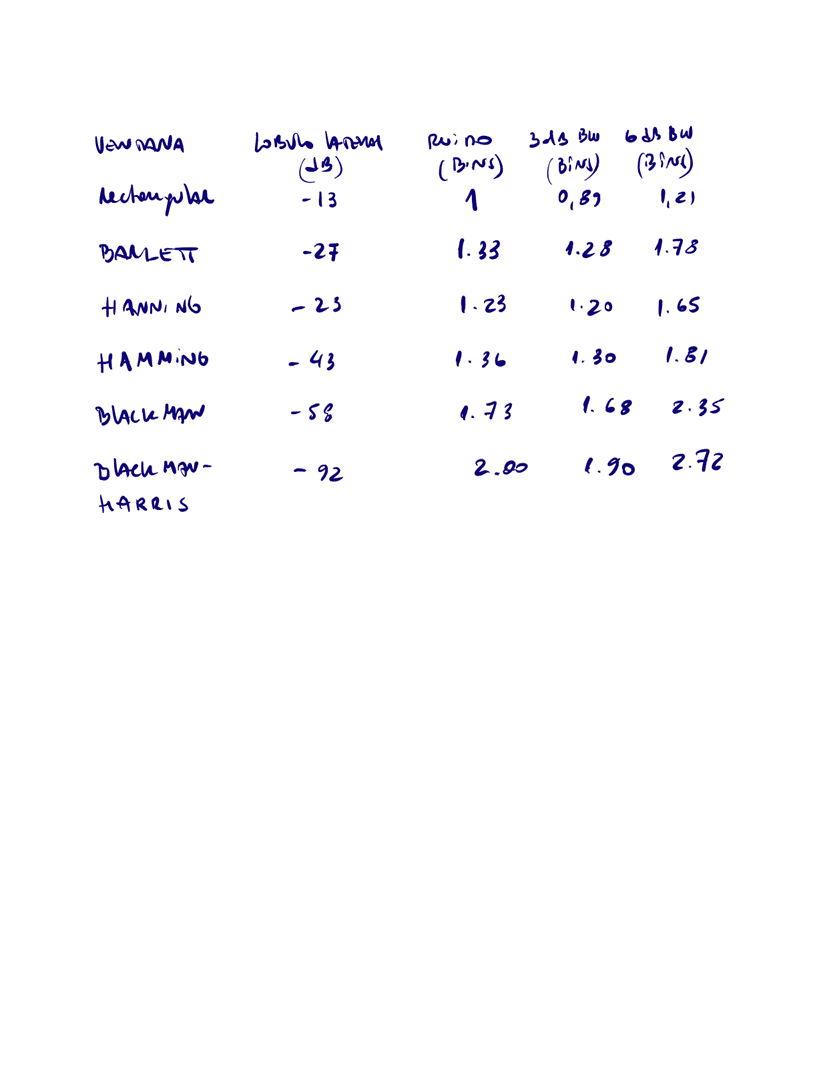 VENTANA LOBULO LATERAL RUIDO 3dB BW 6dB BW
(dB) (BINS) (BINS) (BINS)
Rectangular -13 1 0,89 1,21
BARLETT -27 1.33 1.28 1.78
HANNING -23 1.23 1.20 1.65
HAMMING -43 1.36 1.30 1.81
BLACKMAN -58 1.73 1.68 2.35
BLACKMAN- -92 2.00 1.90 2.72
HARRIS